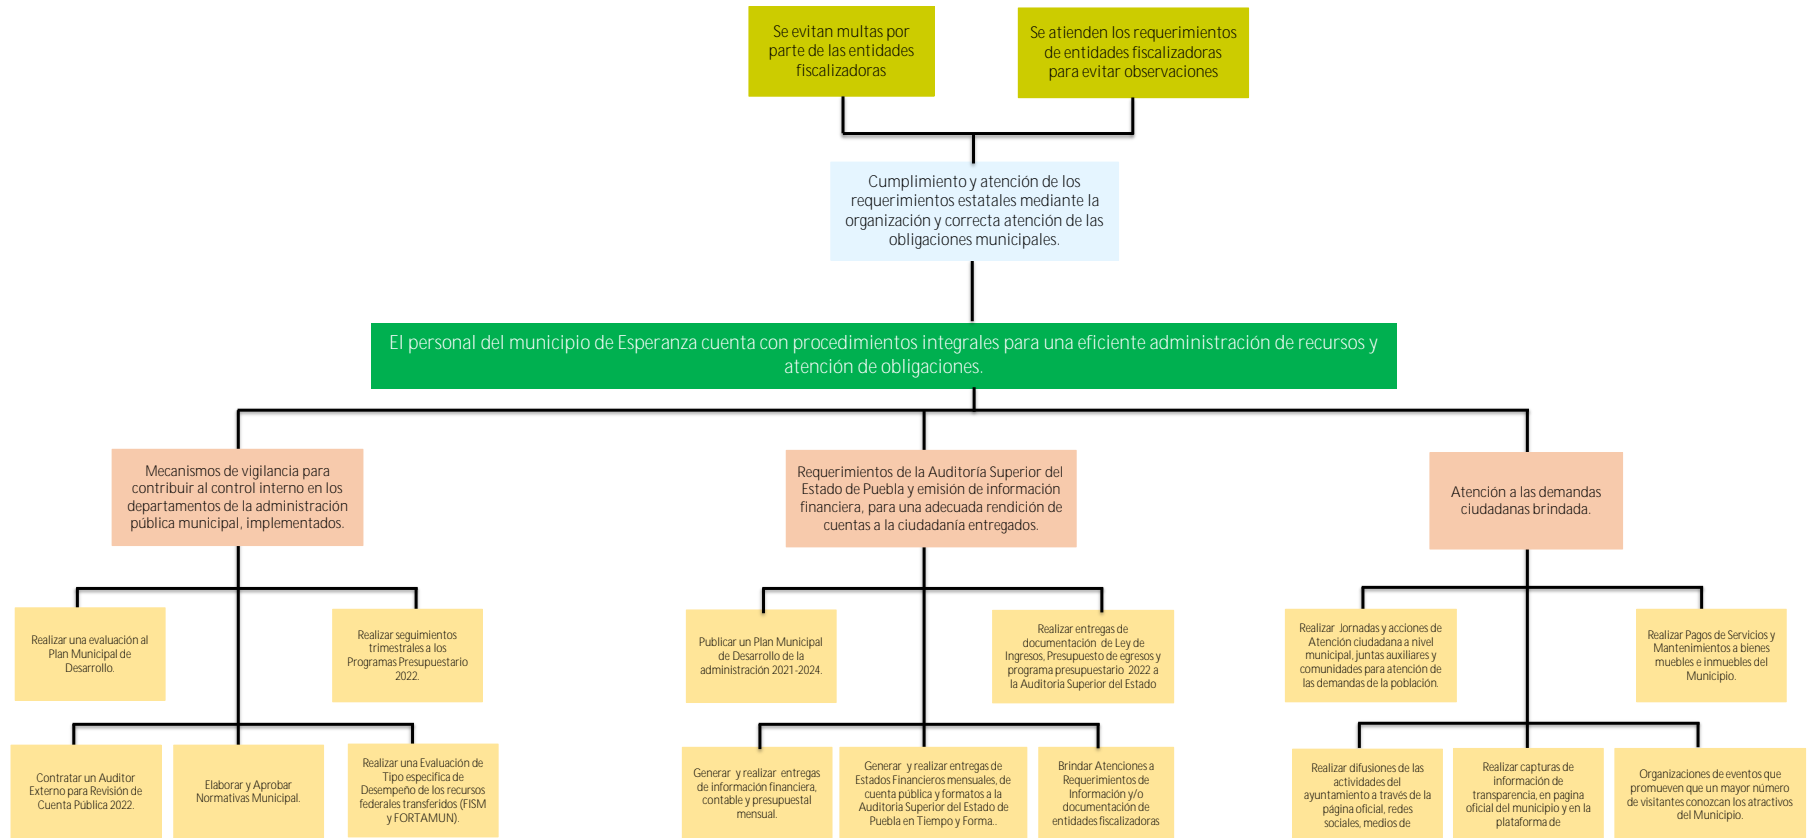 Se evitan multas por
parte de las entidades
fiscalizadoras
Se atienden los requerimientos
de entidades fiscalizadoras
para evitar observaciones
Cumplimiento y atención de los
requerimientos estatales mediante la
organización y correcta atención de las
obligaciones municipales.
El personal del municipio de Esperanza cuenta con procedimientos integrales para una eficiente administración de recursos y
atención de obligaciones.
Mecanismos de vigilancia para
contribuir al control interno en los
departamentos de la administración
pública municipal, implementados.
Requerimientos de la Auditoría Superior del
Estado de Puebla y emisión de información
financiera, para una adecuada rendición de
cuentas a la ciudadanía entregados.
Atención a las demandas
ciudadanas brindada.
Realizar una evaluación al
Plan Municipal de
Desarrollo.
Realizar seguimientos
trimestrales a los
Programas Presupuestario
2022.
Publicar un Plan Municipal
de Desarrollo de la
administración 2021-2024.
Realizar entregas de
documentación de Ley de
Ingresos, Presupuesto de egresos y
programa presupuestario 2022 a
la Auditoria Superior del Estado
Realizar Jornadas y acciones de
Atención ciudadana a nivel
municipal, juntas auxiliares y
comunidades para atención de
las demandas de la población.
Realizar Pagos de Servicios y
Mantenimientos a bienes
muebles e inmuebles del
Municipio.
Contratar un Auditor
Externo para Revisión de
Cuenta Pública 2022.
Elaborar y Aprobar
Normativas Municipal.
Realizar una Evaluación de
Tipo especifica de
Desempeño de los recursos
federales transferidos (FISM
y FORTAMUN).
Generar y realizar entregas
de información financiera,
contable y presupuestal
mensual.
Generar y realizar entregas de
Estados Financieros mensuales, de
cuenta pública y formatos a la
Auditoria Superior del Estado de
Puebla en Tiempo y Forma..
Brindar Atenciones a
Requerimientos de
Información y/o
documentación de
entidades fiscalizadoras
Realizar difusiones de las
actividades del
ayuntamiento a través de la
página oficial, redes
sociales, medios de
Realizar capturas de
información de
transparencia, en pagina
oficial del municipio y en la
plataforma de
Organizaciones de eventos que
promueven que un mayor número
de visitantes conozcan los atractivos
del Municipio.